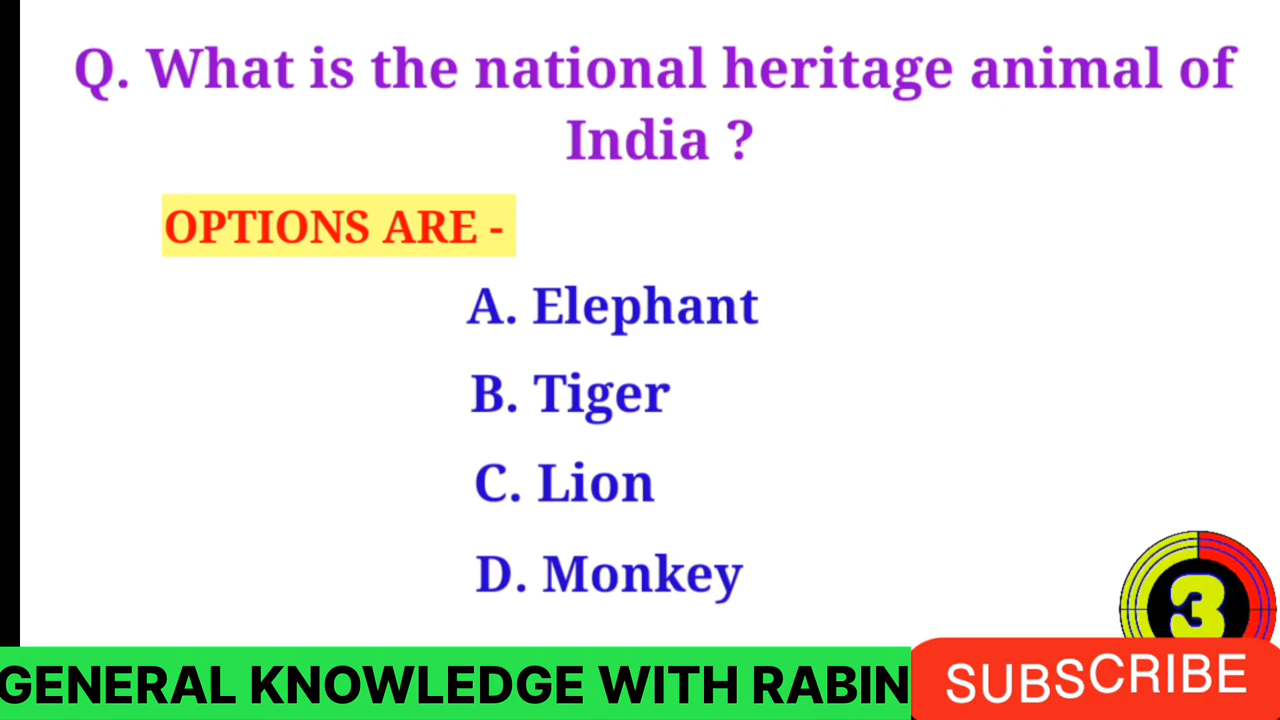 Q. What is the national heritage animal of
India ?
OPTIONS ARE -
A. Elephant
B. Tiger
C. Lion
D. Monkey
3
GENERAL KNOWLEDGE WITH RABIN
SUBSCRIBE